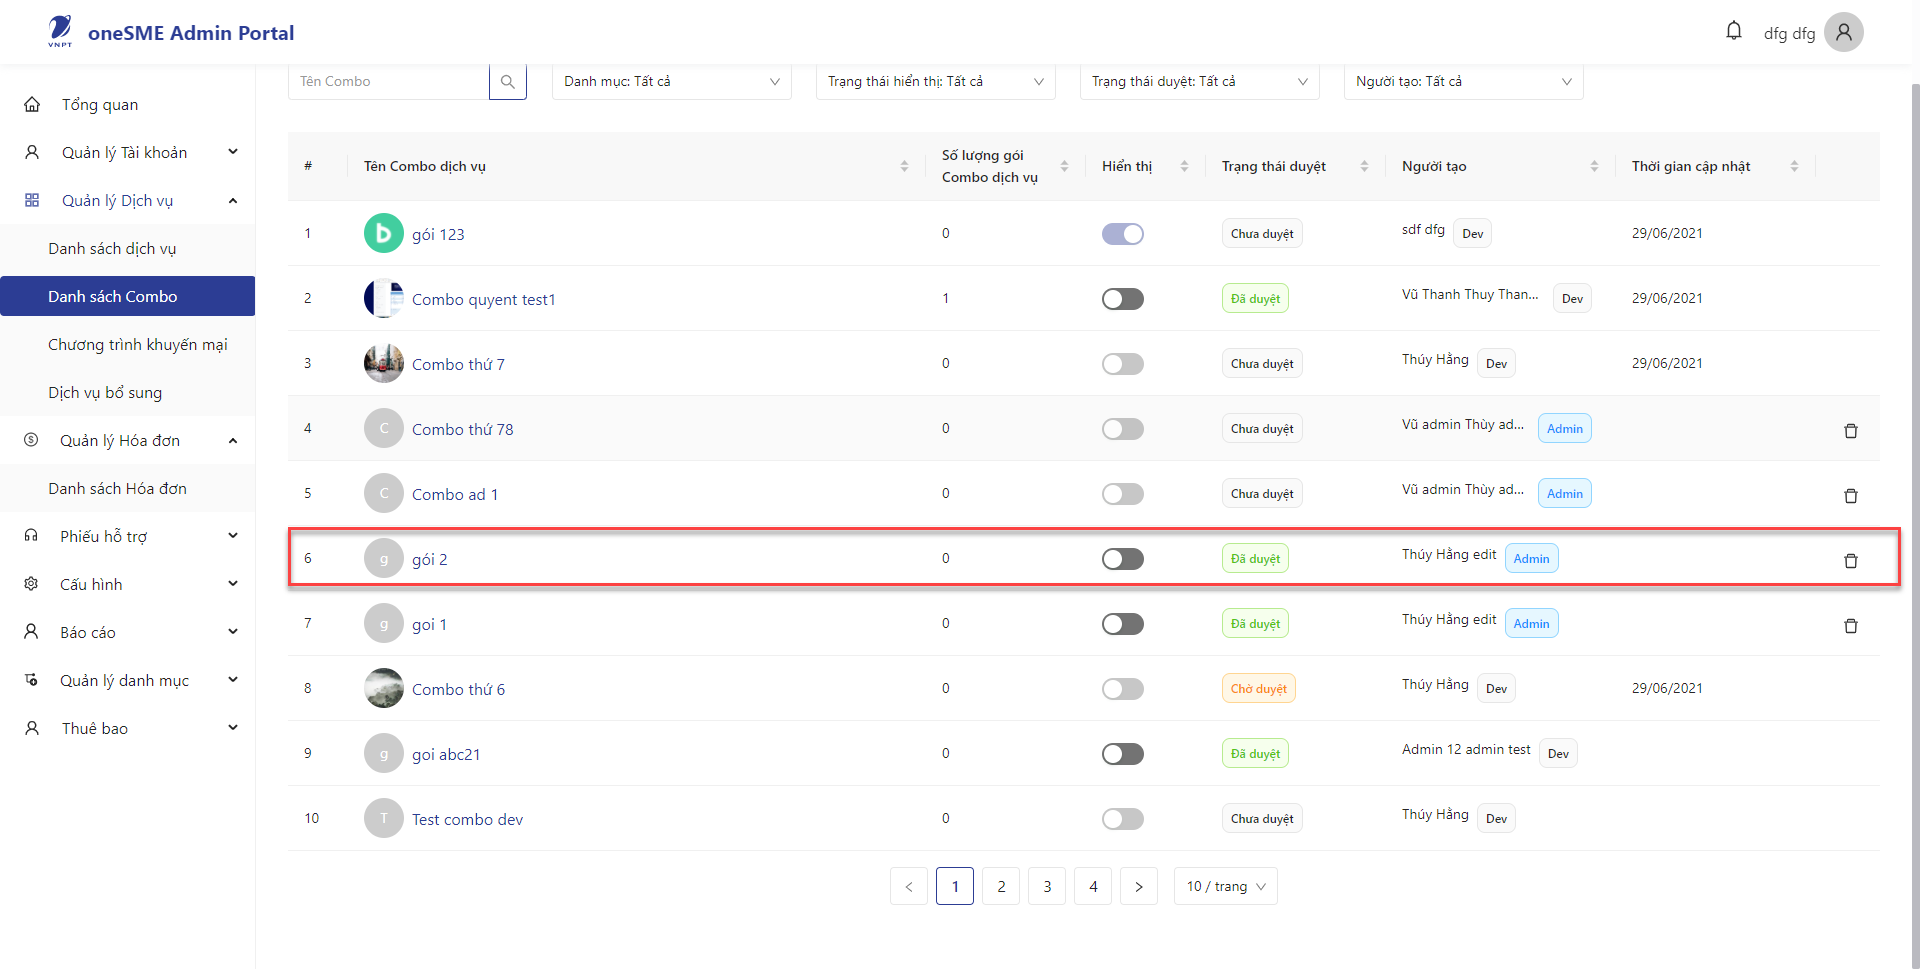 VNPT
oneSME Admin Portal
dfg dfg
Tổng quan
Quản lý Tài khoản
Quản lý Dịch vụ
Danh sách dịch vụ
Danh sách Combo
Chương trình khuyến mại
Dịch vụ bổ sung
Quản lý Hóa đơn
Danh sách Hóa đơn
Phiếu hỗ trợ
Cấu hình
Báo cáo
Quản lý danh mục
Thuê bao
Tên Combo
Danh mục: Tất cả
Trạng thái hiển thị: Tất cả
Trạng thái duyệt: Tất cả
Người tạo: Tất cả
# Tên Combo dịch vụ Số lượng gói Combo dịch vụ Hiển thị Trạng thái duyệt Người tạo Thời gian cập nhật
1 b gói 123 0 Chưa duyệt sdf dfg Dev 29/06/2021
2 Combo quyent test1 1 Đã duyệt Vũ Thanh Thuy Than... Dev 29/06/2021
3 Combo thứ 7 0 Chưa duyệt Thúy Hằng Dev 29/06/2021
4 C Combo thứ 78 0 Chưa duyệt Vũ admin Thùy ad... Admin
5 C Combo ad 1 0 Chưa duyệt Vũ admin Thùy ad... Admin
6 g gói 2 0 Đã duyệt Thúy Hằng edit Admin
7 g goi 1 0 Đã duyệt Thúy Hằng edit Admin
8 Combo thứ 6 0 Chờ duyệt Thúy Hằng Dev 29/06/2021
9 g goi abc21 0 Đã duyệt Admin 12 admin test Dev
10 T Test combo dev 0 Chưa duyệt Thúy Hằng Dev
< 1 2 3 4 > 10 / trang